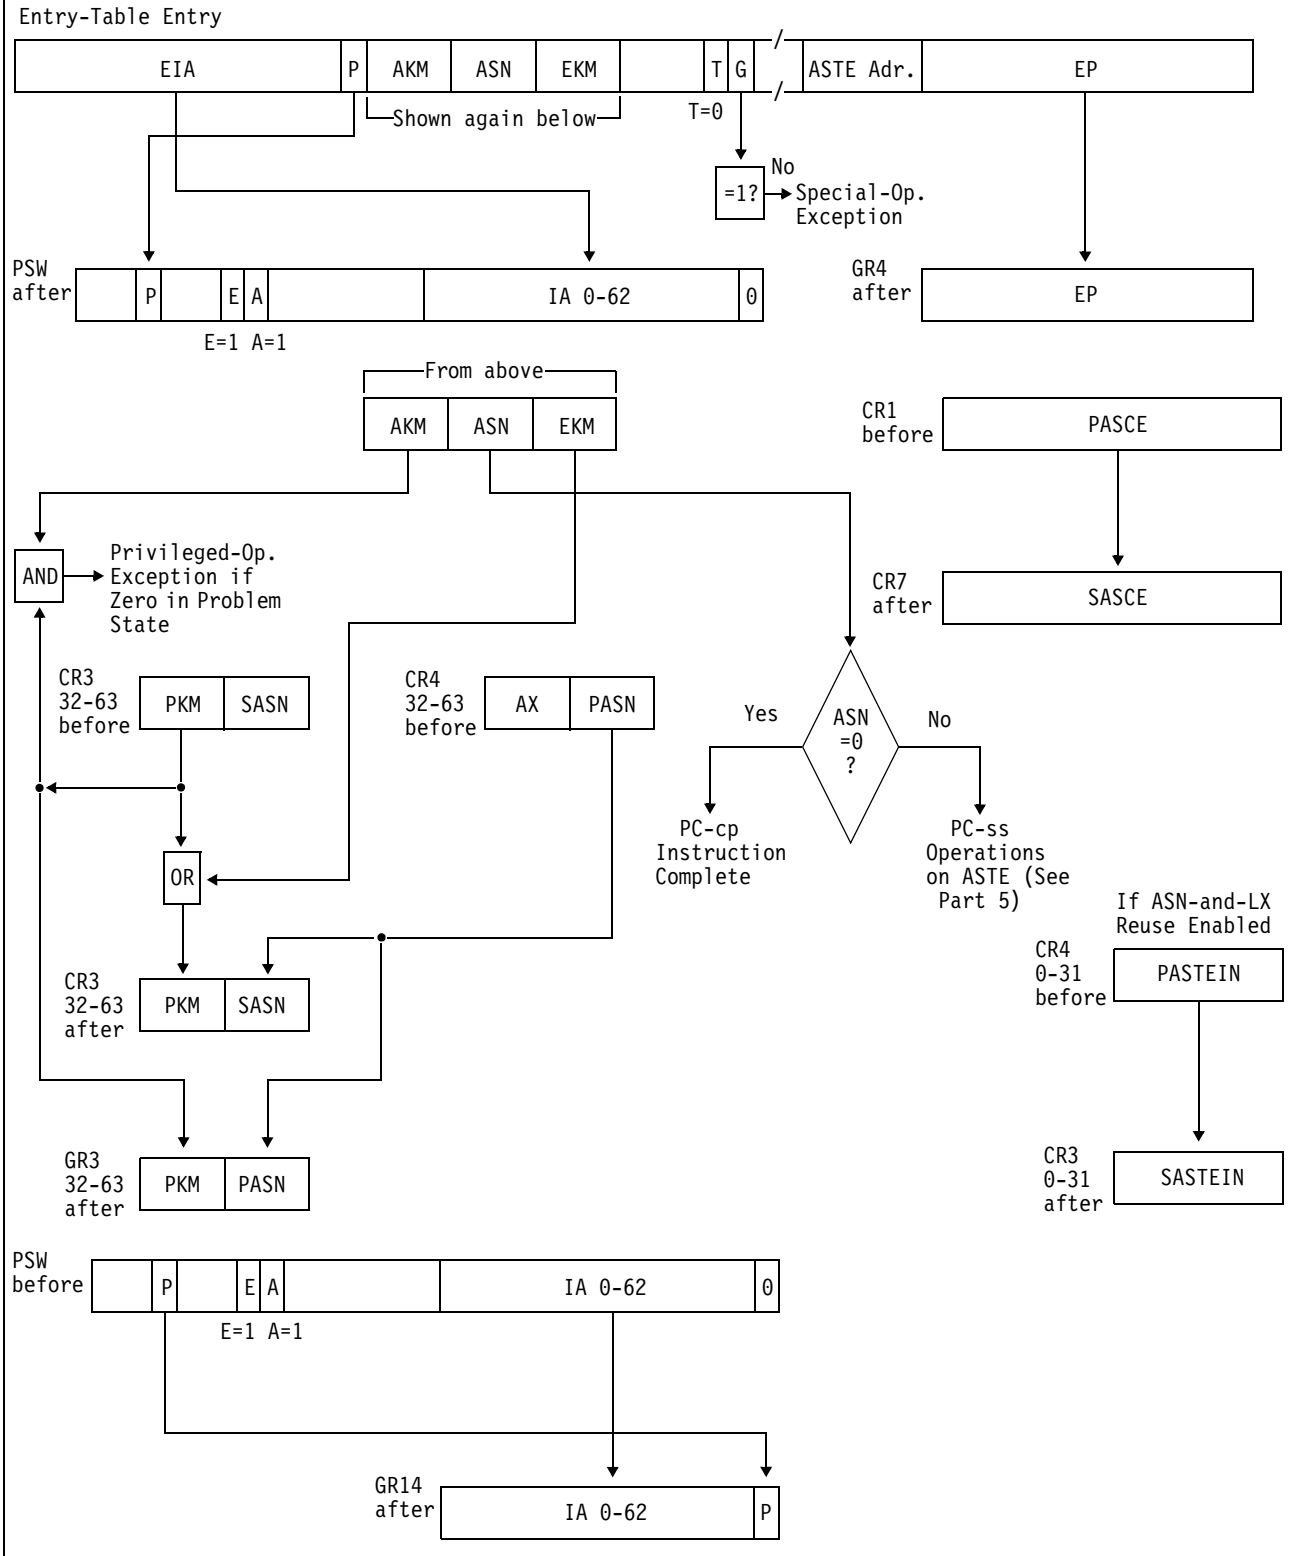 Entry-Table Entry
EIA P AKM ASN EKM T G / / ASTE Adr. EP
Shown again below
T=0
=1?
No
Special-Op.
Exception
PSW
after
P E A IA 0-62 0
E=1 A=1
GR4
after
EP
From above
AKM ASN EKM
CR1
before
PASCE
AND
Privileged-Op.
Exception if
Zero in Problem
State
CR7
after
SASCE
CR3
32-63
before
PKM SASN
CR4
32-63
before
AX PASN
Yes
ASN
=0
?
No
PC-cp
Instruction
Complete
PC-ss
Operations
on ASTE (See
Part 5)
OR
If ASN-and-LX
Reuse Enabled
CR4
0-31
before
PASTEIN
CR3
32-63
after
PKM SASN
GR3
32-63
after
PKM PASN
CR3
0-31
after
SASTEIN
PSW
before
P E A IA 0-62 0
E=1 A=1
GR14
after
IA 0-62 P